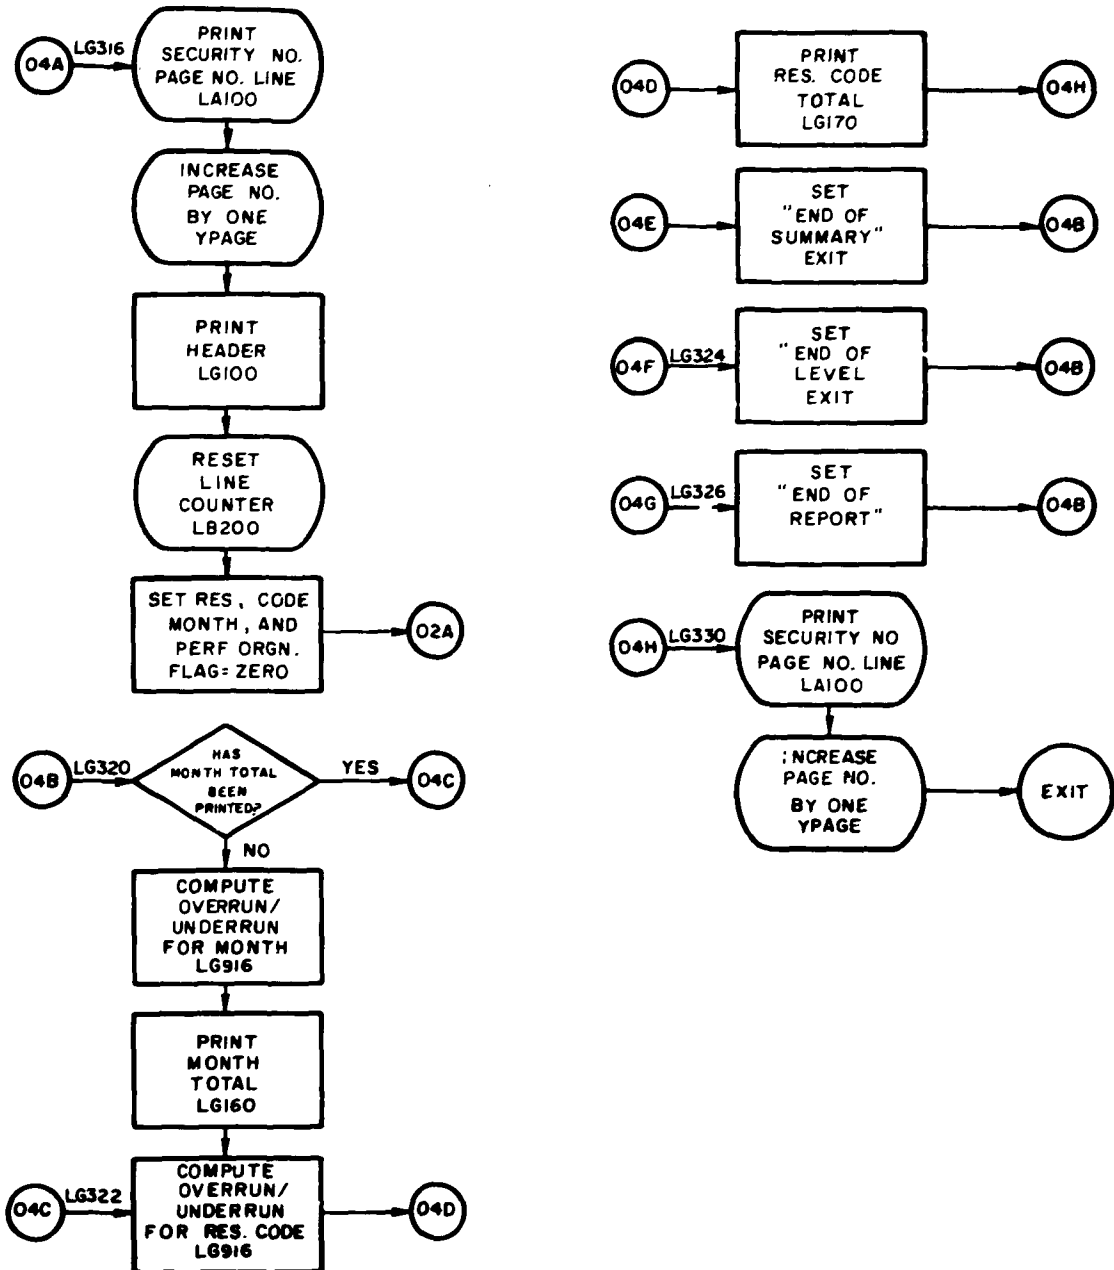 04A
LG316
PRINT
SECURITY NO.
PAGE NO. LINE
LA100
INCREASE
PAGE NO.
BY ONE
YPAGE
PRINT
HEADER
LG100
RESET
LINE
COUNTER
LB200
SET RES, CODE
MONTH, AND
PERF ORGN.
FLAG=ZERO
02A
04B
LG320
HAS
MONTH TOTAL
BEEN
PRINTED?
YES
04C
NO
COMPUTE
OVERRUN/
UNDERRUN
FOR MONTH
LG916
PRINT
MONTH
TOTAL
LG160
04C
LG322
COMPUTE
OVERRUN/
UNDERRUN
FOR RES. CODE
LG916
04D
04D
PRINT
RES. CODE
TOTAL
LG170
04H
04E
SET
"END OF
SUMMARY"
EXIT
04B
04F
LG324
SET
"END OF
LEVEL
EXIT
04B
04G
LG326
SET
"END OF
REPORT"
04B
04H
LG330
PRINT
SECURITY NO
PAGE NO. LINE
LA100
INCREASE
PAGE NO.
BY ONE
YPAGE
EXIT